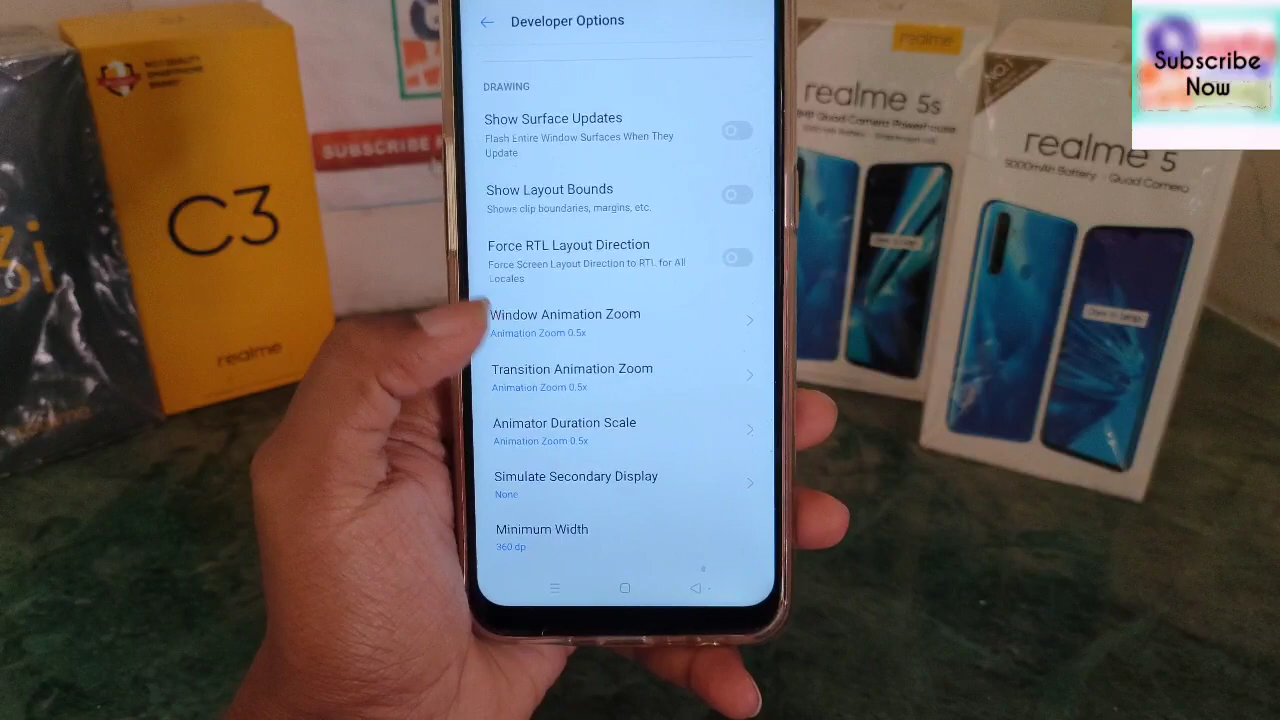 Developer Options
DRAWING
Show Surface Updates
Flash Entire Window Surfaces When They
Update
Show Layout Bounds
Shows clip boundaries, margins, etc.
Force RTL Layout Direction
Force Screen Layout Direction to RTL for All
Locales
Window Animation Zoom
Animation Zoom 0.5x
Transition Animation Zoom
Animation Zoom 0.5x
Animator Duration Scale
Animation Zoom 0.5x
Simulate Secondary Display
None
Minimum Width
360 dp
3i
C3
realme
SUBSCRIBE
realme
realme 5s
realme 5
5000mAh Battery Quad Camera
NO.1
Subscribe
Now